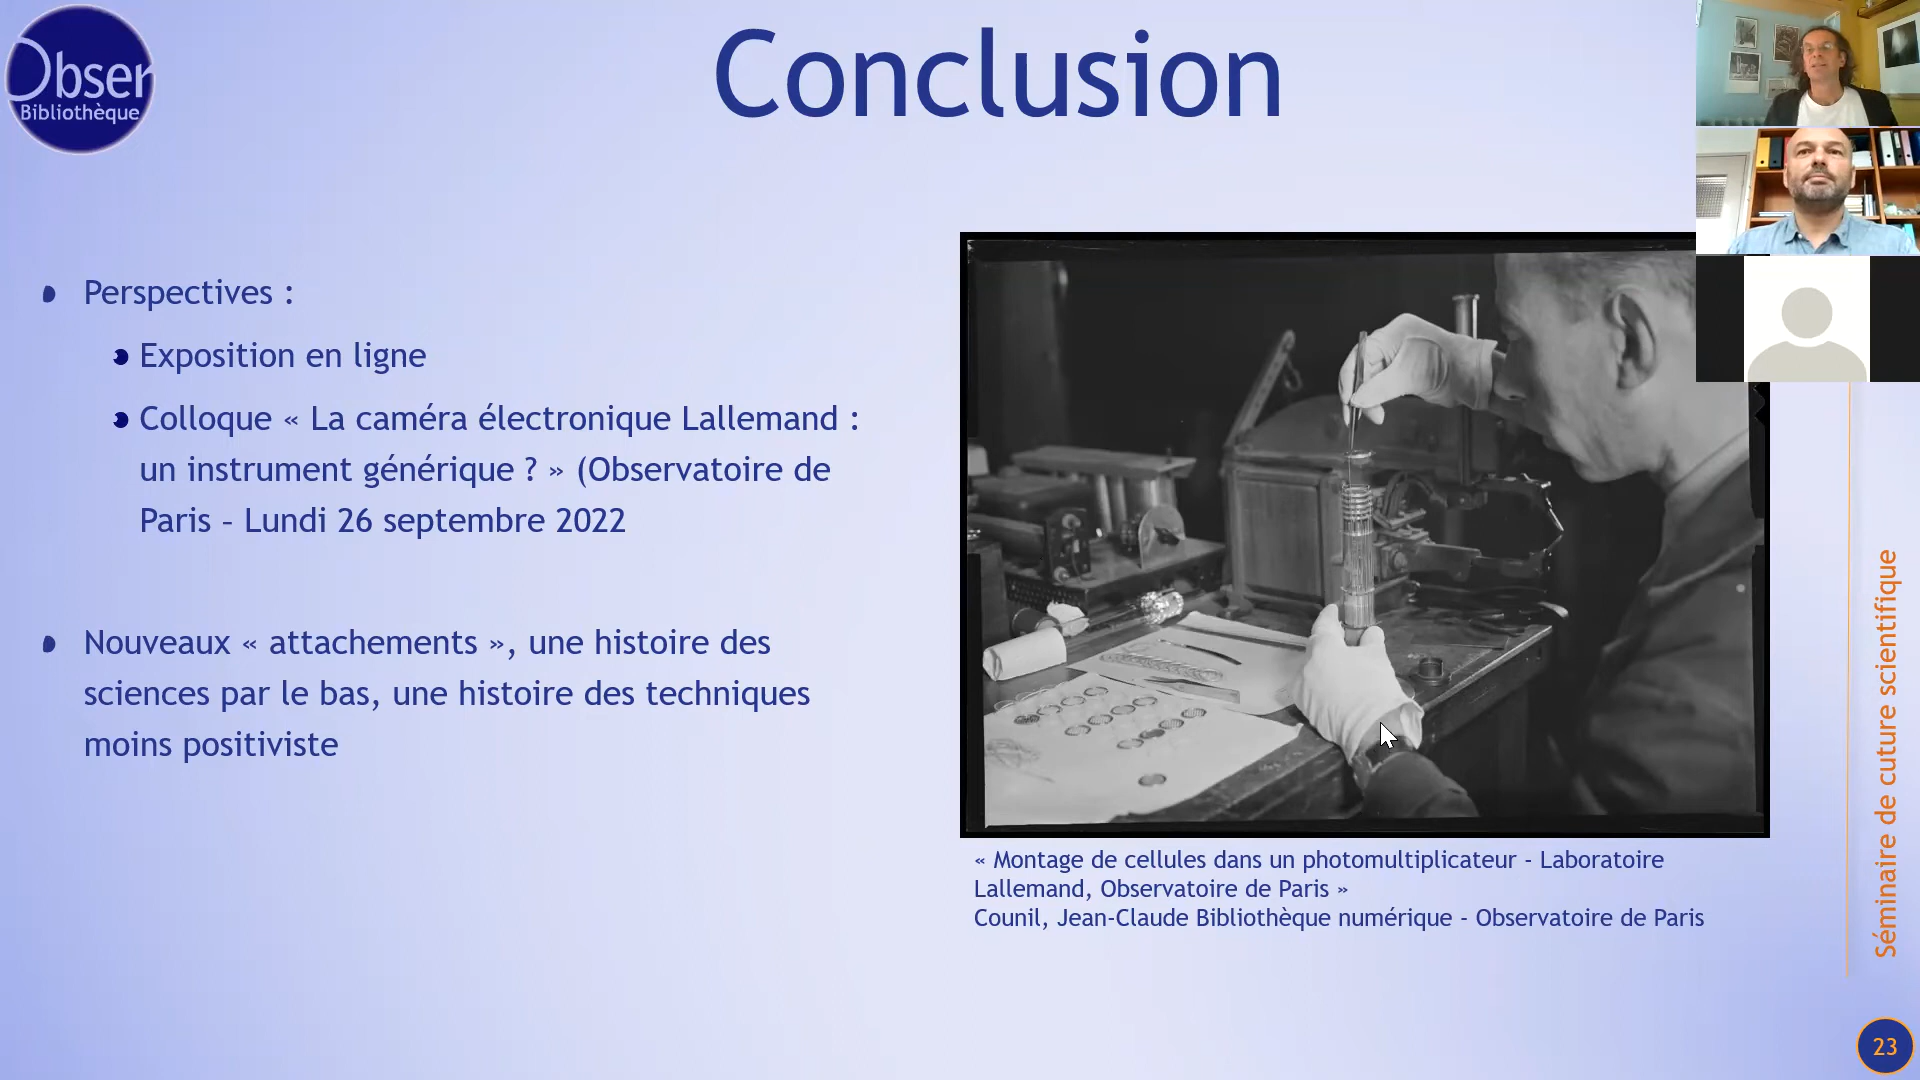 Obser
Bibliothèque
Conclusion
Perspectives :
Exposition en ligne
Colloque « La caméra électronique Lallemand :
un instrument générique ? » (Observatoire de
Paris – Lundi 26 septembre 2022
Nouveaux « attachements », une histoire des
sciences par le bas, une histoire des techniques
moins positiviste
« Montage de cellules dans un photomultiplicateur - Laboratoire
Lallemand, Observatoire de Paris »
Counil, Jean-Claude Bibliothèque numérique - Observatoire de Paris
Séminaire de cuture scientifique
23